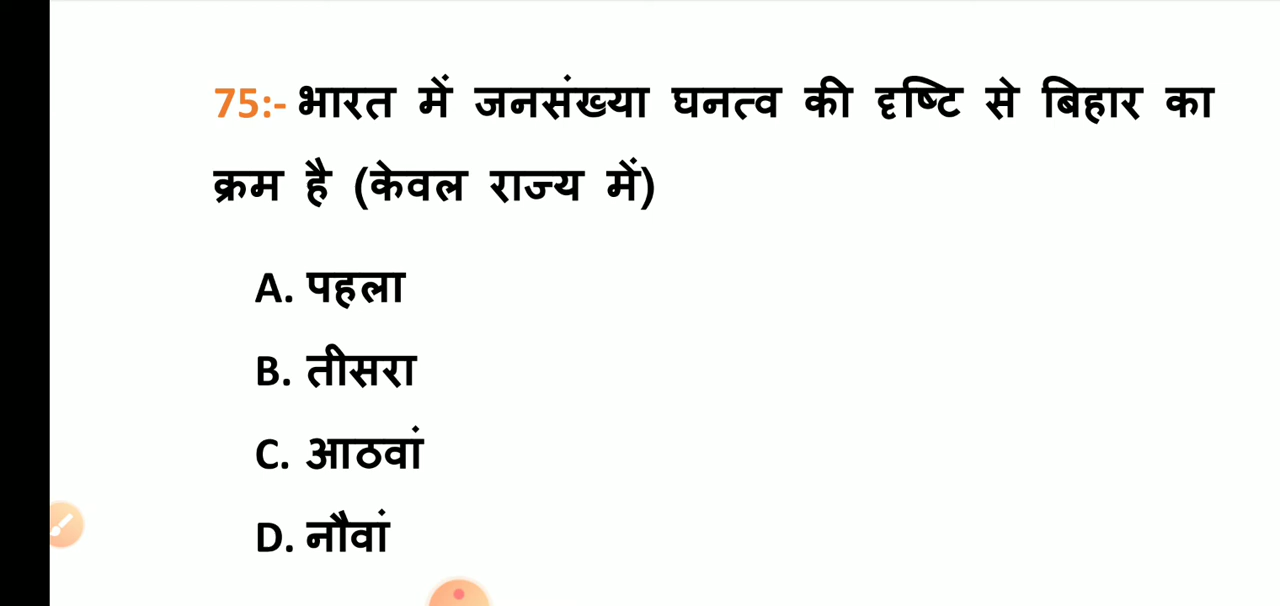 75:- भारत में जनसंख्या घनत्व की दृष्टि से बिहार का
क्रम है (केवल राज्य में)
A. पहला
B. तीसरा
C. आठवां
D. नौवां